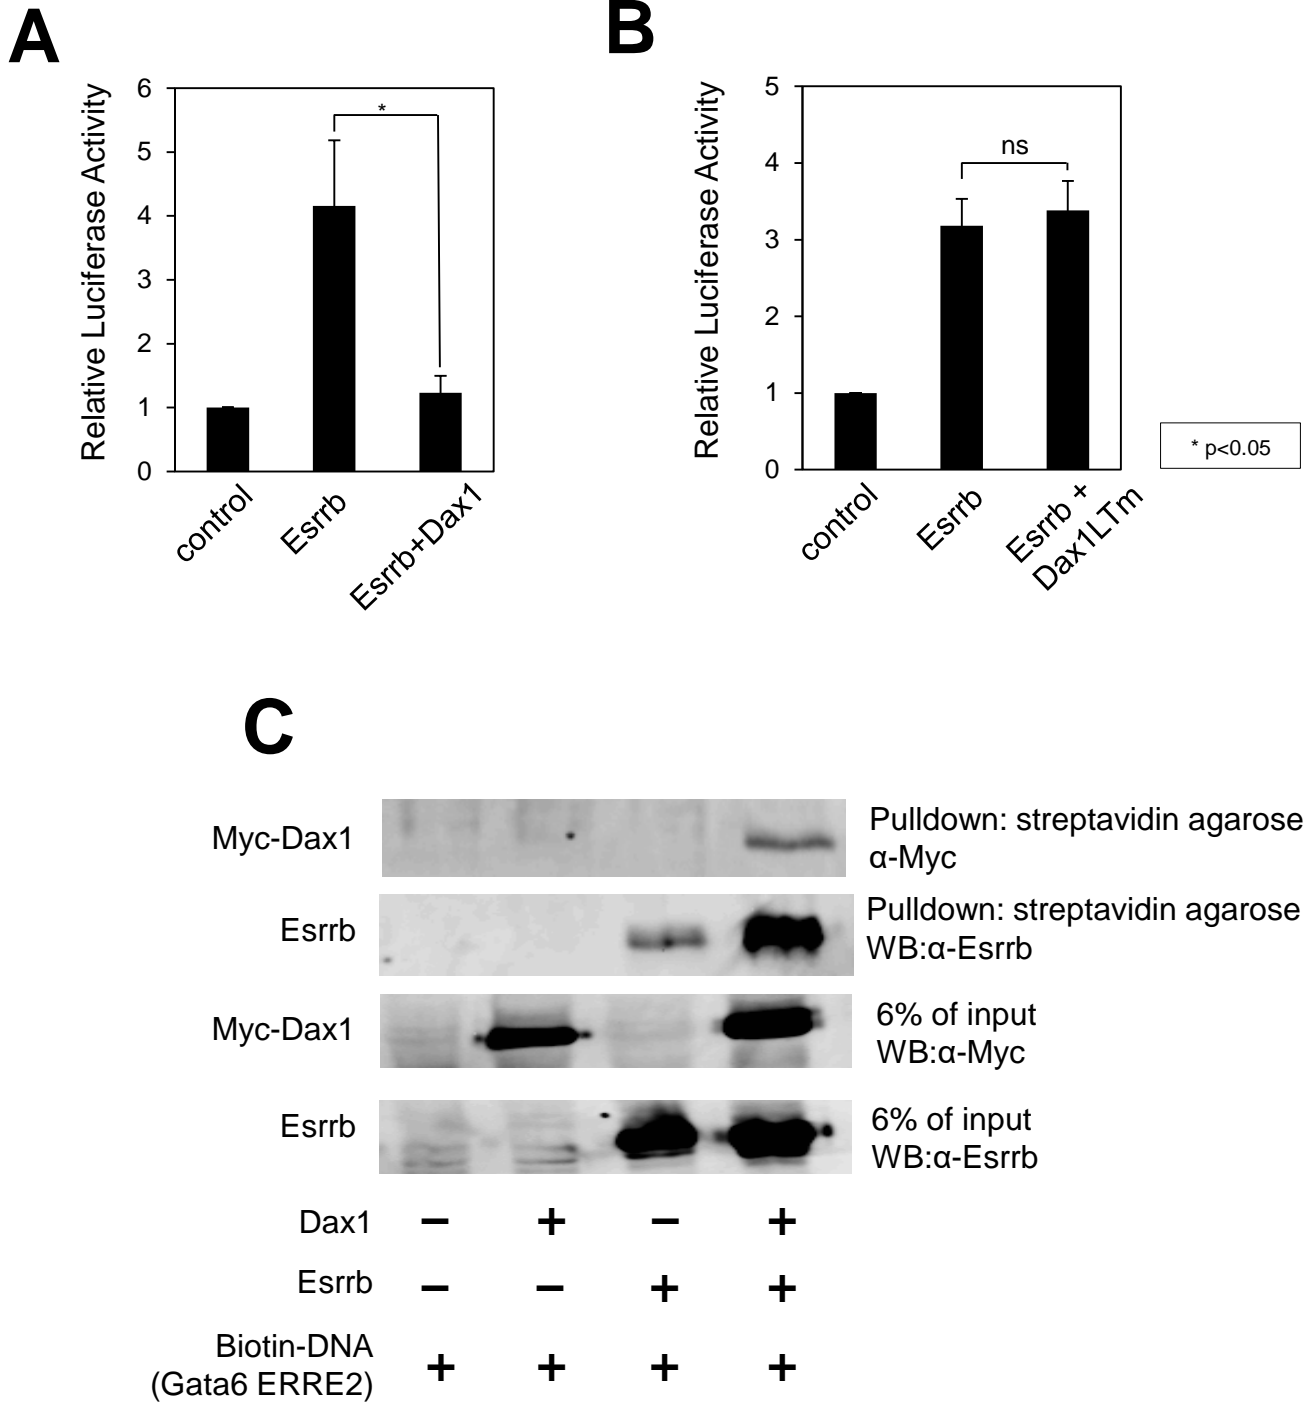 A
B
Relative Luciferase Activity
6
5
4
3
2
1
0
*
control
Esrrb
Esrrb+Dax1
Relative Luciferase Activity
5
4
3
2
1
0
ns
control
Esrrb
Esrrb +
Dax1LTm
* p<0.05
C
Myc-Dax1
Pulldown: streptavidin agarose
α-Myc
Esrrb
Pulldown: streptavidin agarose
WB:α-Esrrb
Myc-Dax1
6% of input
WB:α-Myc
Esrrb
6% of input
WB:α-Esrrb
Dax1 − + − +
Esrrb − − + +
Biotin-DNA
(Gata6 ERRE2) + + + +